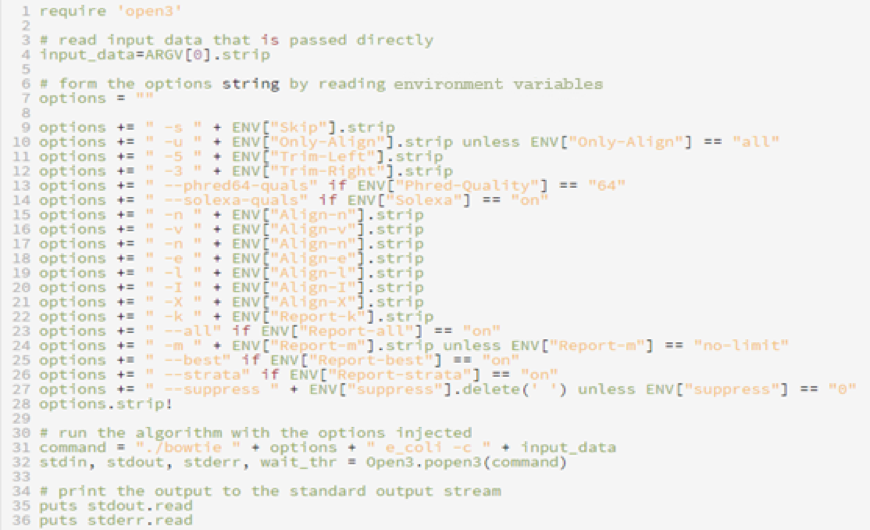 1 require 'open3'
2
3 # read input data that is passed directly
4 input_data=ARGV[0].strip
5
6 # form the options string by reading environment variables
7 options = ""
8
9 options += " -s " + ENV["Skip"].strip
10 options += " -u " + ENV["Only-Align"].strip unless ENV["Only-Align"] == "all"
11 options += " -5 " + ENV["Trim-Left"].strip
12 options += " -3 " + ENV["Trim-Right"].strip
13 options += " --phred64-quals" if ENV["Phred-Quality"] == "64"
14 options += " --solexa-quals" if ENV["Solexa"] == "on"
15 options += " -n " + ENV["Align-n"].strip
16 options += " -v " + ENV["Align-v"].strip
17 options += " -n " + ENV["Align-n"].strip
18 options += " -e " + ENV["Align-e"].strip
19 options += " -l " + ENV["Align-l"].strip
20 options += " -I " + ENV["Align-I"].strip
21 options += " -X " + ENV["Align-X"].strip
22 options += " -k " + ENV["Report-k"].strip
23 options += " --all" if ENV["Report-all"] == "on"
24 options += " -m " + ENV["Report-m"].strip unless ENV["Report-m"] == "no-limit"
25 options += " --best" if ENV["Report-best"] == "on"
26 options += " --strata" if ENV["Report-strata"] == "on"
27 options += " --suppress " + ENV["suppress"].delete(' ') unless ENV["suppress"] == "0"
28 options.strip!
29
30 # run the algorithm with the options injected
31 command = "./bowtie " + options + " e_coli -c " + input_data
32 stdin, stdout, stderr, wait_thr = Open3.popen3(command)
33
34 # print the output to the standard output stream
35 puts stdout.read
36 puts stderr.read